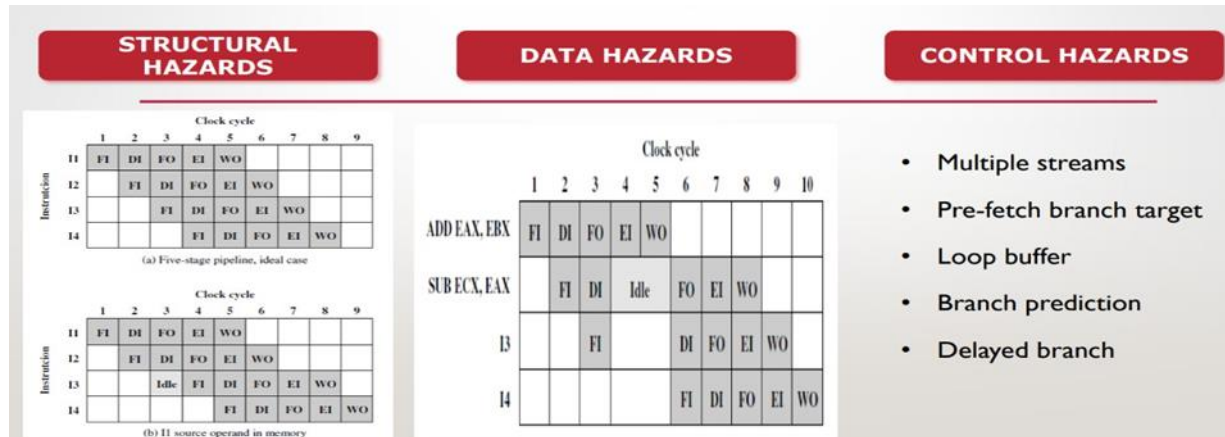 STRUCTURAL
HAZARDS
DATA HAZARDS
CONTROL HAZARDS
Clock cycle
1 2 3 4 5 6 7 8 9
Instrutcion
I1 FI DI FO EI WO
I2 FI DI FO EI WO
I3 FI DI FO EI WO
I4 FI DI FO EI WO
(a) Five-stage pipeline, ideal case
Clock cycle
1 2 3 4 5 6 7 8 9
Instrutcion
I1 FI DI FO EI WO
I2 FI DI FO EI WO
I3 Idle FI DI FO EI WO
I4 FI DI FO EI WO
(b) I1 source operand in memory
Clock cycle
1 2 3 4 5 6 7 8 9 10
ADD EAX, EBX FI DI FO EI WO
SUB ECX, EAX FI DI Idle FO EI WO
I3 FI DI FO EI WO
I4 FI DI FO EI WO
• Multiple streams
• Pre-fetch branch target
• Loop buffer
• Branch prediction
• Delayed branch